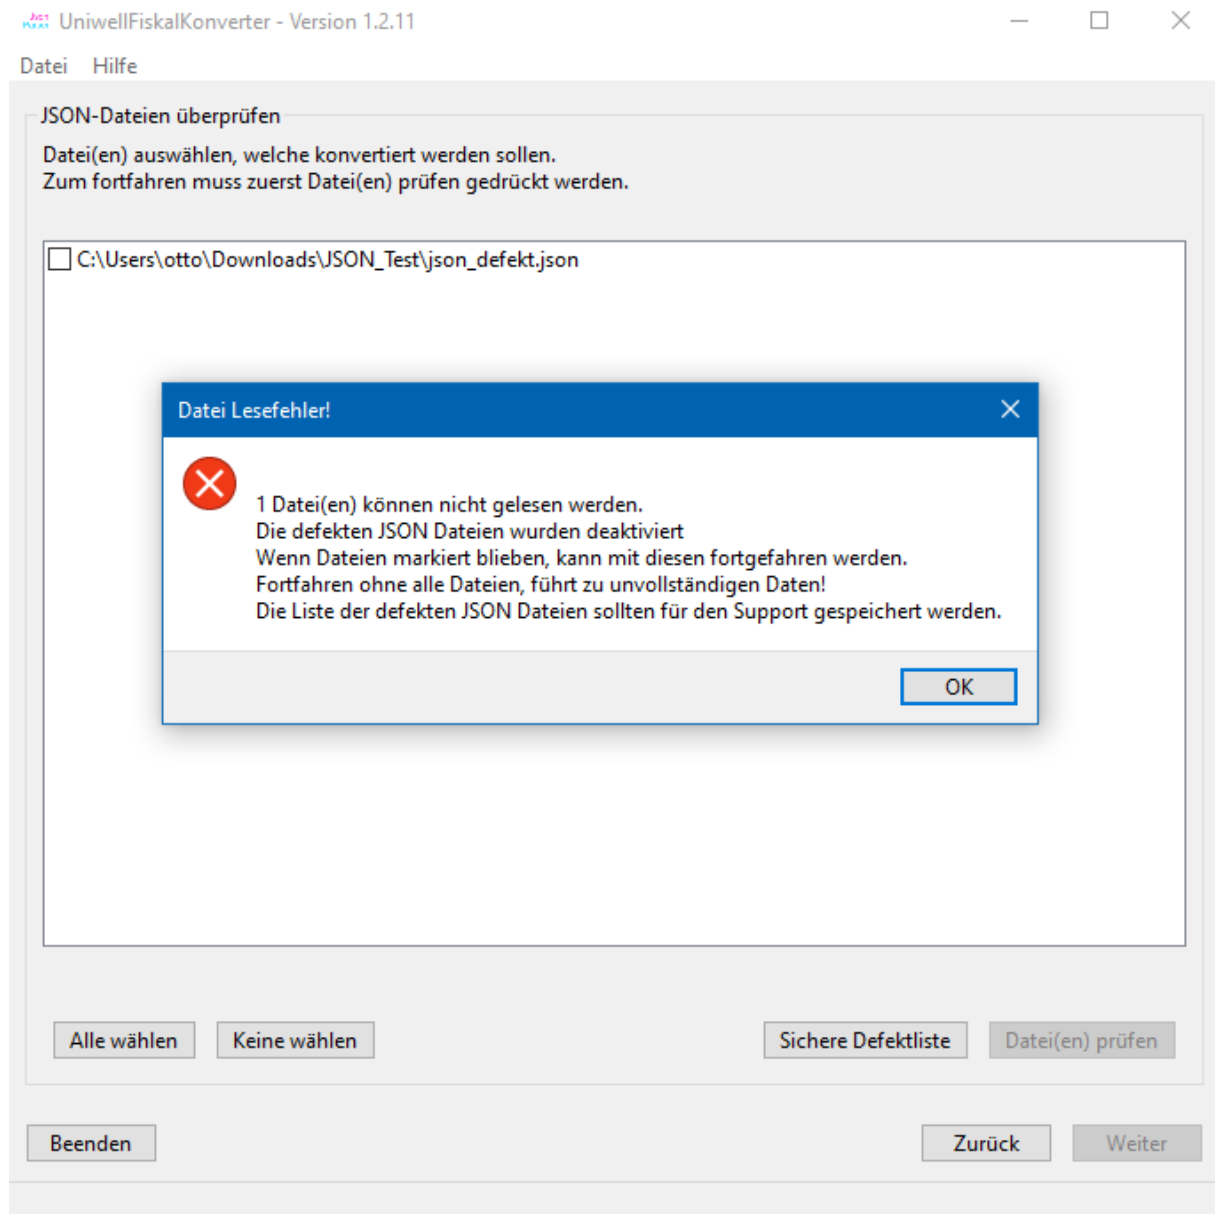 UniwellFiskalKonverter - Version 1.2.11
Datei Hilfe
JSON-Dateien überprüfen
Datei(en) auswählen, welche konvertiert werden sollen.
Zum fortfahren muss zuerst Datei(en) prüfen gedrückt werden.
C:\Users\otto\Downloads\JSON_Test\json_defekt.json
Datei Lesefehler!
1 Datei(en) können nicht gelesen werden.
Die defekten JSON Dateien wurden deaktiviert
Wenn Dateien markiert blieben, kann mit diesen fortgefahren werden.
Fortfahren ohne alle Dateien, führt zu unvollständigen Daten!
Die Liste der defekten JSON Dateien sollten für den Support gespeichert werden.
OK
Alle wählen Keine wählen Sichere Defektliste Datei(en) prüfen
Beenden Zurück Weiter